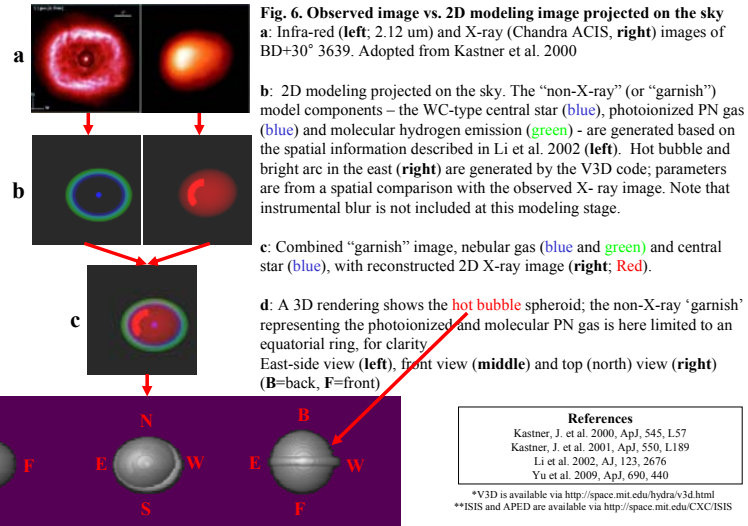 Fig. 6. Observed image vs. 2D modeling image projected on the sky
a: Infra-red (left; 2.12 um) and X-ray (Chandra ACIS, right) images of
BD+30° 3639. Adopted from Kastner et al. 2000
a
b: 2D modeling projected on the sky. The “non-X-ray” (or “garnish”)
model components – the WC-type central star (blue), photoionized PN gas
(blue) and molecular hydrogen emission (green) - are generated based on
the spatial information described in Li et al. 2002 (left). Hot bubble and
bright arc in the east (right) are generated by the V3D code; parameters
are from a spatial comparison with the observed X- ray image. Note that
instrumental blur is not included at this modeling stage.
b
c: Combined “garnish” image, nebular gas (blue and green) and central
star (blue), with reconstructed 2D X-ray image (right; Red).
c
d: A 3D rendering shows the hot bubble spheroid; the non-X-ray ‘garnish’
representing the photoionized and molecular PN gas is here limited to an
equatorial ring, for clarity
East-side view (left), front view (middle) and top (north) view (right)
(B=back, F=front)
N
B
F
E
W
E
W
S
F
References
Kastner, J. et al. 2000, ApJ, 545, L57
Kastner, J. et al. 2001, ApJ, 550, L189
Li et al. 2002, AJ, 123, 2676
Yu et al. 2009, ApJ, 690, 440
*V3D is available via http://space.mit.edu/hydra/v3d.html
**ISIS and APED are available via http://space.mit.edu/CXC/ISIS